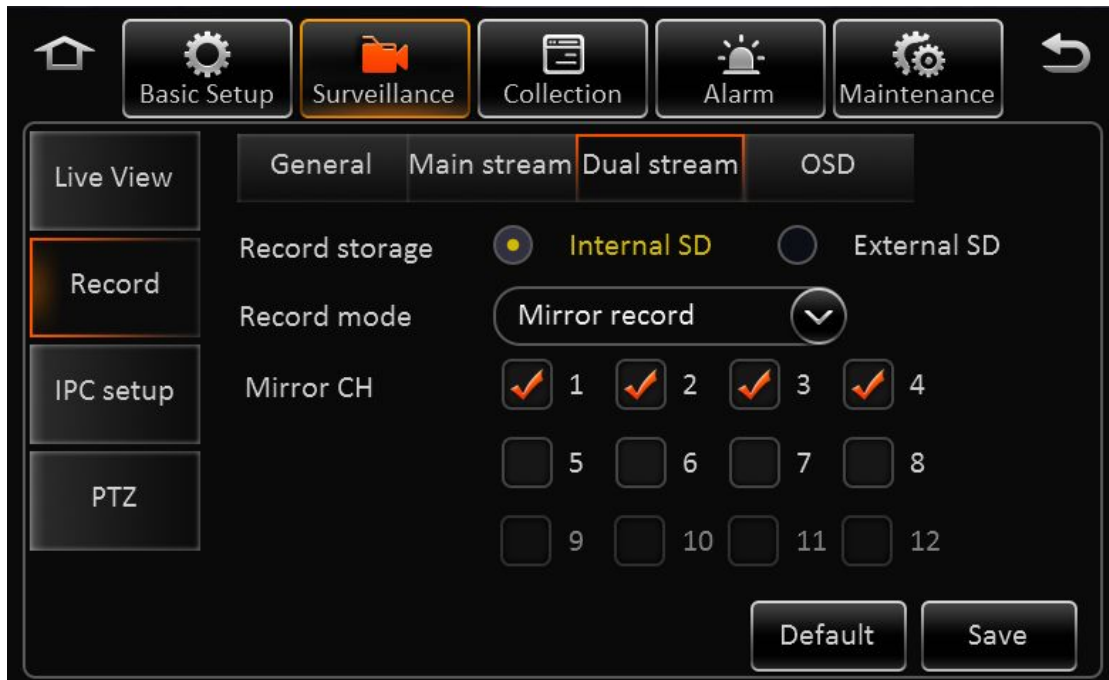 Basic Setup Surveillance Collection Alarm Maintenance
Live View
Record
IPC setup
PTZ
General Main stream Dual stream OSD
Record storage Internal SD External SD
Record mode Mirror record
Mirror CH 1 2 3 4
5 6 7 8
9 10 11 12
Default Save